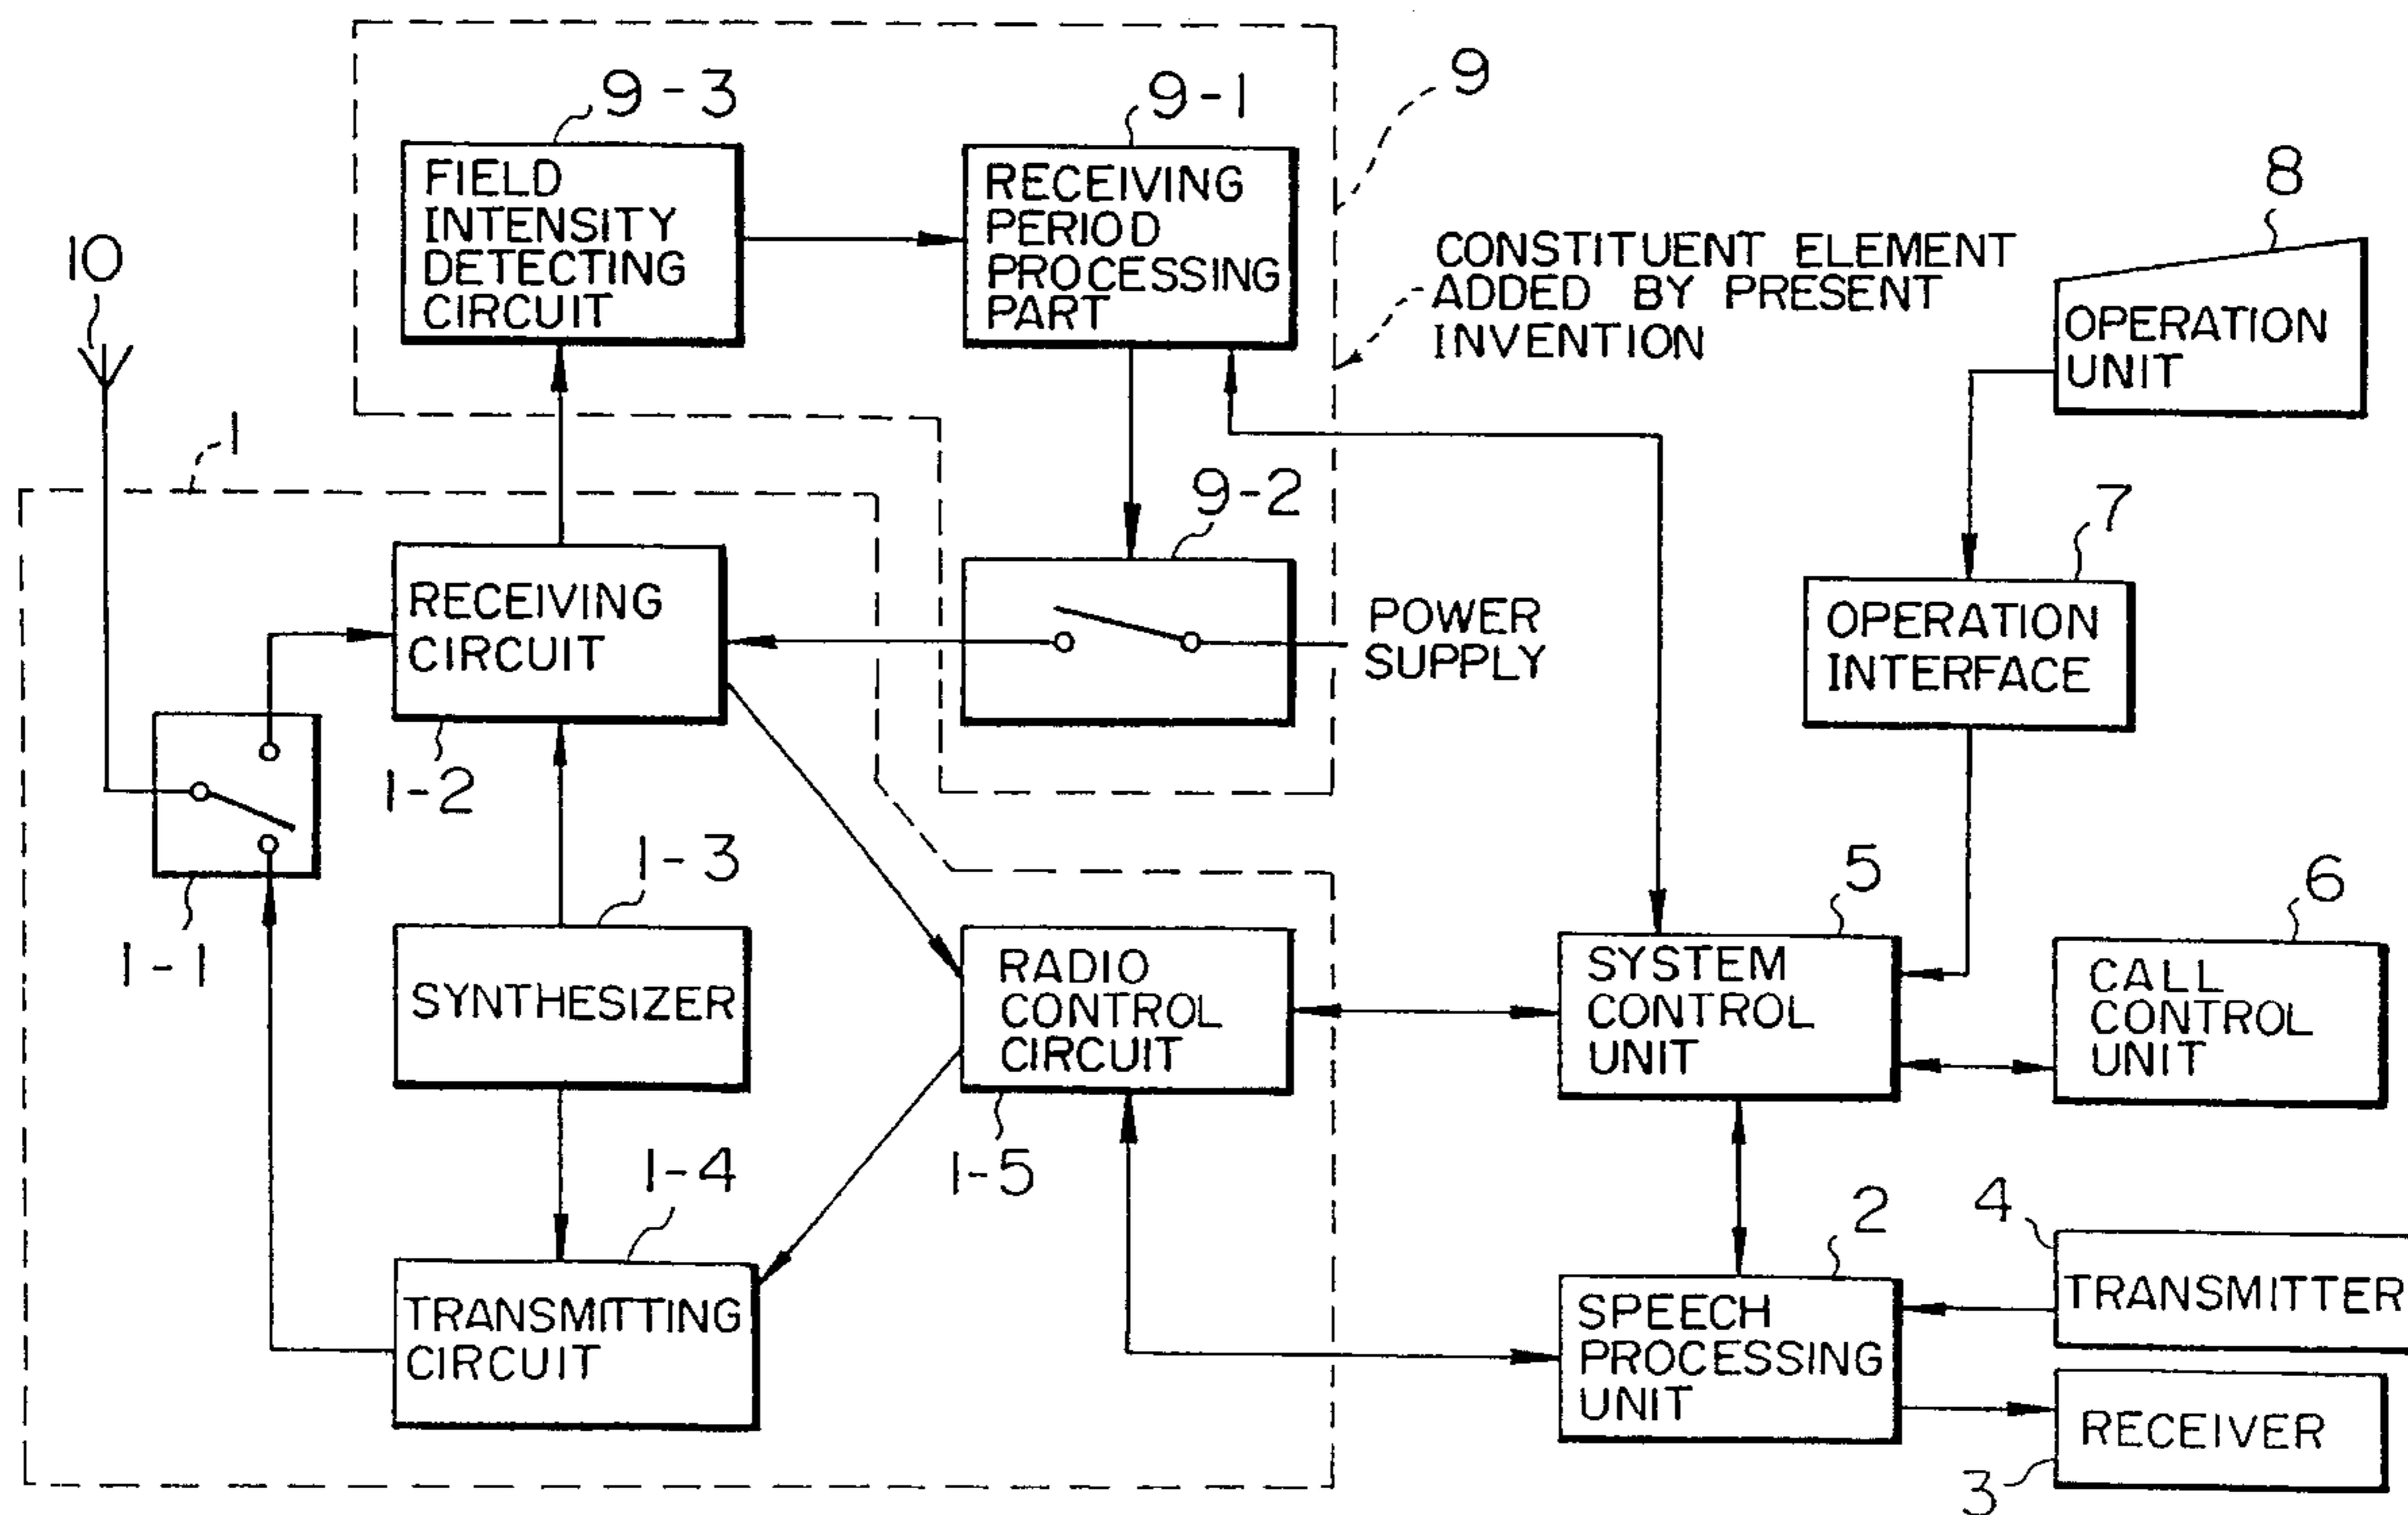 9
9-3
9-1
FIELD
INTENSITY
DETECTING
CIRCUIT
RECEIVING
PERIOD
PROCESSING
PART
8
10
CONSTITUENT ELEMENT
ADDED BY PRESENT
INVENTION
OPERATION
UNIT
1
9-2
7
RECEIVING
CIRCUIT
POWER
SUPPLY
OPERATION
INTERFACE
1-2
1-1
1-3
5
6
SYNTHESIZER
RADIO
CONTROL
CIRCUIT
SYSTEM
CONTROL
UNIT
CALL
CONTROL
UNIT
1-4
1-5
2
4
TRANSMITTING
CIRCUIT
SPEECH
PROCESSING
UNIT
TRANSMITTER
RECEIVER
3